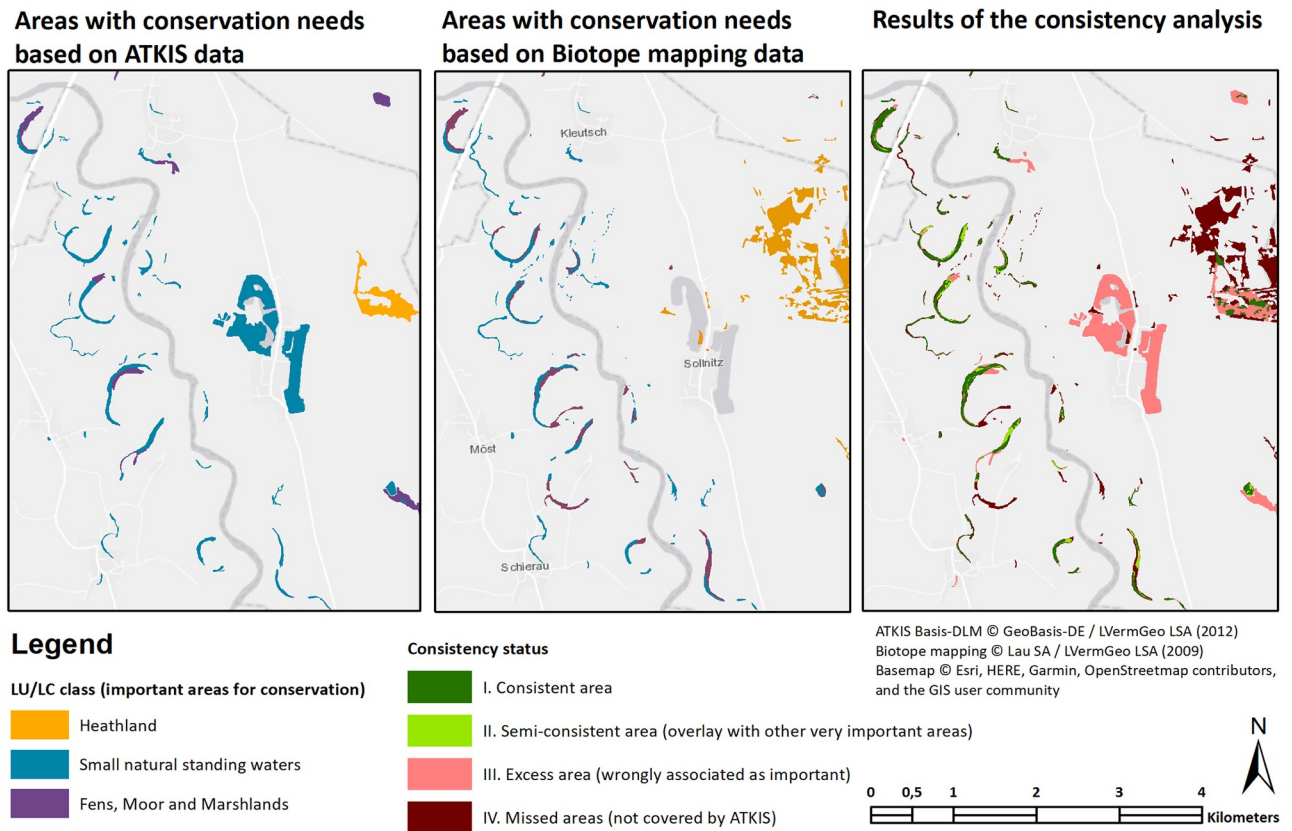 Areas with conservation needs
based on ATKIS data
Areas with conservation needs
based on Biotope mapping data
Results of the consistency analysis
Kleutsch
Sollnitz
Möst
Schierau
Legend
LU/LC class (important areas for conservation)
Heathland
Small natural standing waters
Fens, Moor and Marshlands
Consistency status
I. Consistent area
II. Semi-consistent area (overlay with other very important areas)
III. Excess area (wrongly associated as important)
IV. Missed areas (not covered by ATKIS)
ATKIS Basis-DLM © GeoBasis-DE / LVermGeo LSA (2012)
Biotope mapping © Lau SA / LVermGeo LSA (2009)
Basemap © Esri, HERE, Garmin, OpenStreetmap contributors,
and the GIS user community
N
0 0,5 1 2 3 4
Kilometers